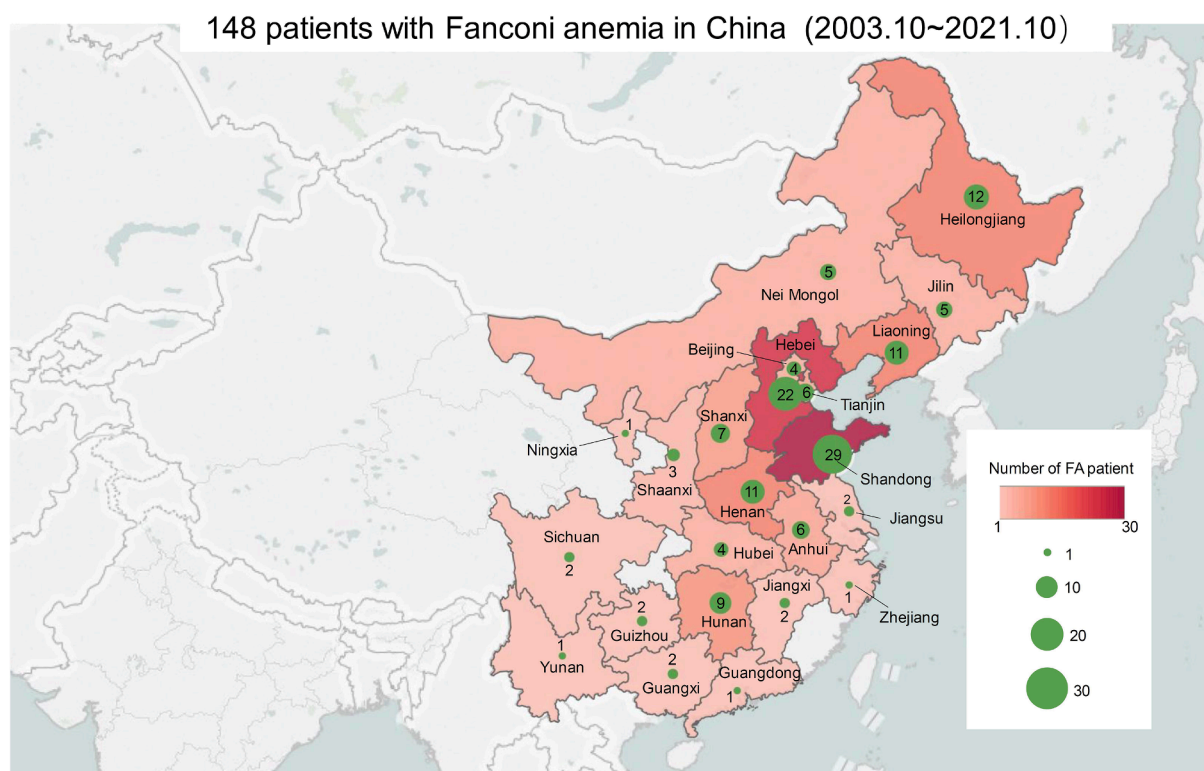 148 patients with Fanconi anemia in China (2003.10~2021.10)
12
Heilongjiang
5
Nei Mongol
Jilin
5
Liaoning
11
Hebei
Beijing
4
22
6
Tianjin
Shanxi
7
1
Ningxia
3
Shaanxi
29
Shandong
11
Henan
2
Jiangsu
6
Anhui
4
Hubei
Sichuan
2
Jiangxi
2
1
Zhejiang
9
Hunan
2
Guizhou
1
Yunan
2
Guangxi
Guangdong
1
Number of FA patient
1 30
1
10
20
30